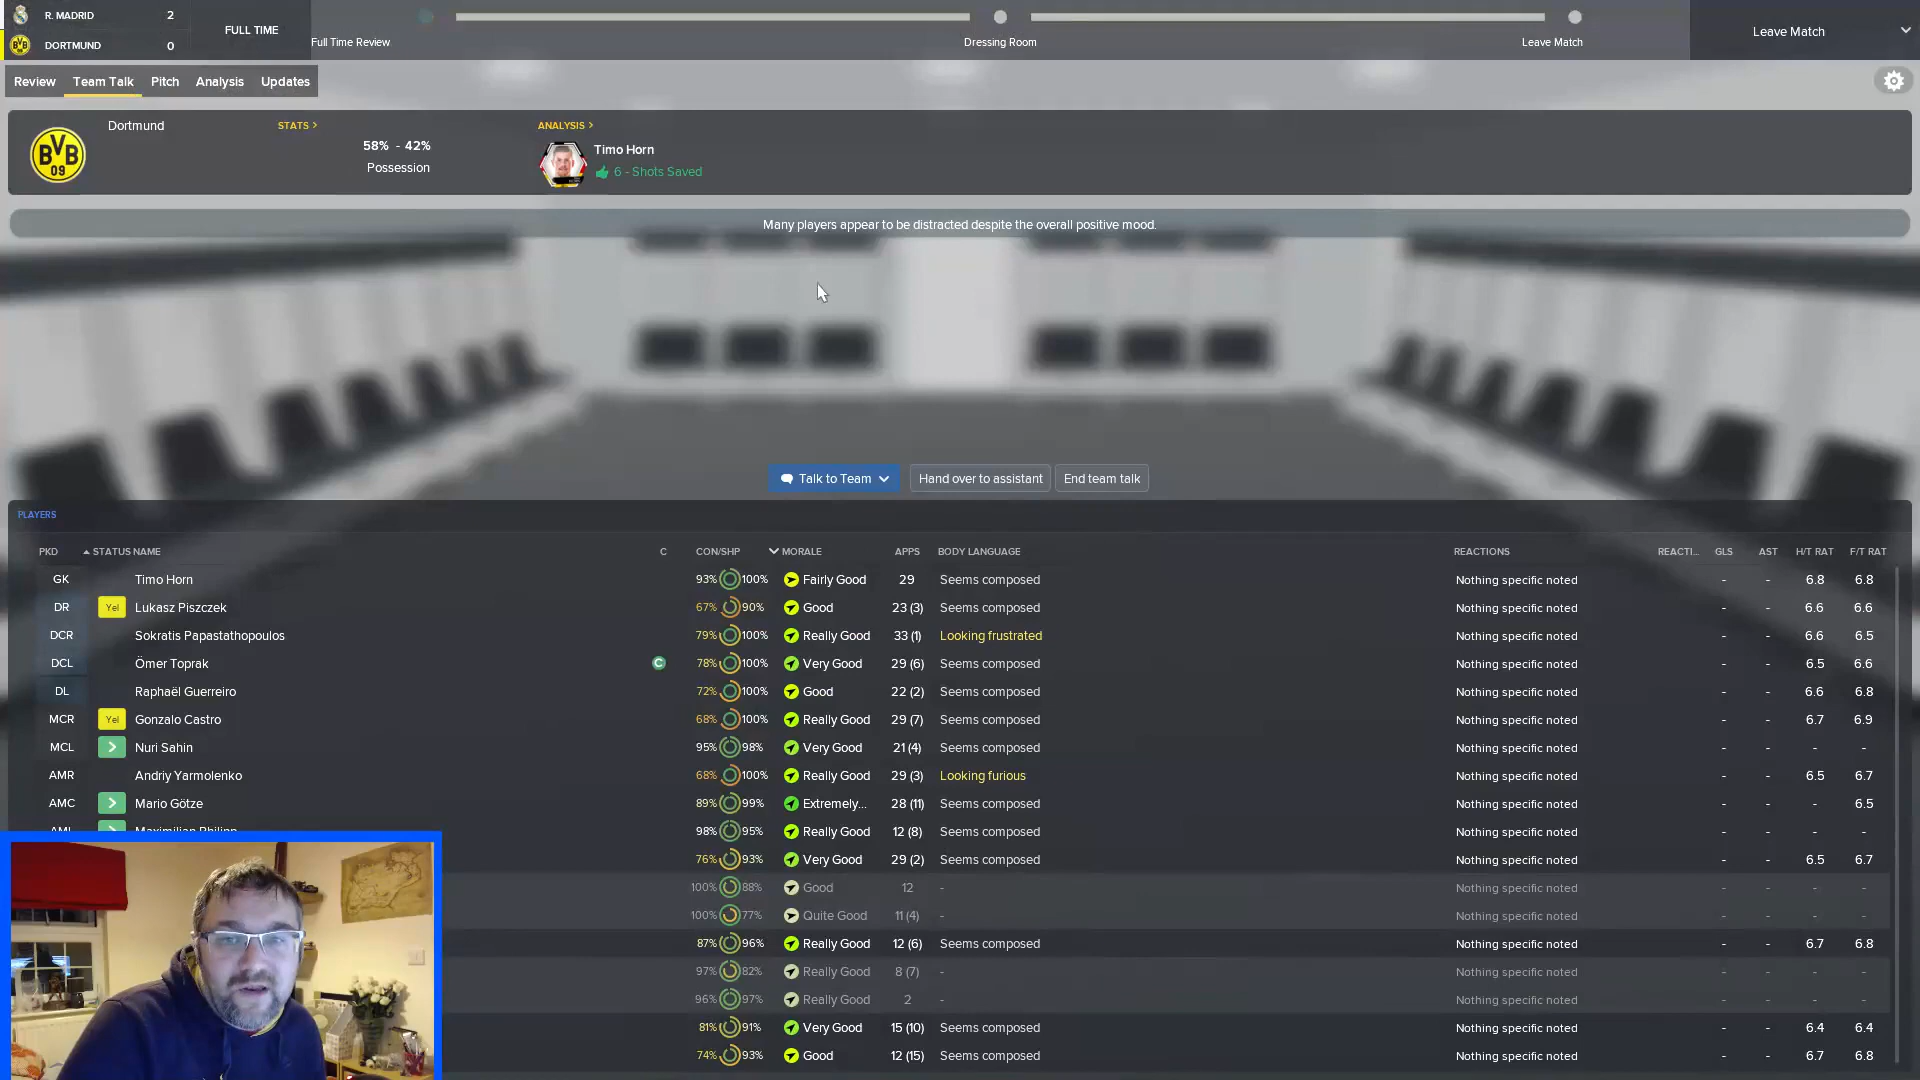 R. MADRID 2
DORTMUND 0
FULL TIME
Full Time Review
Dressing Room
Leave Match
Leave Match
Review Team Talk Pitch Analysis Updates
BVB 09
Dortmund
STATS >
58% - 42%
Possession
ANALYSIS >
Timo Horn
6 - Shots Saved
Many players appear to be distracted despite the overall positive mood.
Talk to Team Hand over to assistant End team talk
PLAYERS
PKD STATUS NAME C CON/SHP MORALE APPS BODY LANGUAGE REACTIONS REACTI... GLS AST H/T RAT F/T RAT
GK Timo Horn 93% 100% Fairly Good 29 Seems composed Nothing specific noted - - 6.8 6.8
DR Yel Lukasz Piszczek 67% 90% Good 23 (3) Seems composed Nothing specific noted - - 6.6 6.6
DCR Sokratis Papastathopoulos 79% 100% Really Good 33 (1) Looking frustrated Nothing specific noted - - 6.6 6.5
DCL Ömer Toprak C 78% 100% Very Good 29 (6) Seems composed Nothing specific noted - - 6.5 6.6
DL Raphaël Guerreiro 72% 100% Good 22 (2) Seems composed Nothing specific noted - - 6.6 6.8
MCR Yel Gonzalo Castro 68% 100% Really Good 29 (7) Seems composed Nothing specific noted - - 6.7 6.9
MCL Nuri Sahin 95% 98% Very Good 21 (4) Seems composed Nothing specific noted - - - -
AMR Andriy Yarmolenko 68% 100% Really Good 29 (3) Looking furious Nothing specific noted - - 6.5 6.7
AMC Mario Götze 89% 99% Extremely... 28 (11) Seems composed Nothing specific noted - - - 6.5
AML Maximilian Philipp 98% 95% Really Good 12 (8) Seems composed Nothing specific noted - - - -
76% 93% Very Good 29 (2) Seems composed Nothing specific noted - - 6.5 6.7
100% 88% Good 12 - Nothing specific noted - - - -
100% 77% Quite Good 11 (4) - Nothing specific noted - - - -
87% 96% Really Good 12 (6) Seems composed Nothing specific noted - - 6.7 6.8
97% 82% Really Good 8 (7) - Nothing specific noted - - - -
96% 97% Really Good 2 - Nothing specific noted - - - -
81% 91% Very Good 15 (10) Seems composed Nothing specific noted - - 6.4 6.4
74% 93% Good 12 (15) Seems composed Nothing specific noted - - 6.7 6.8